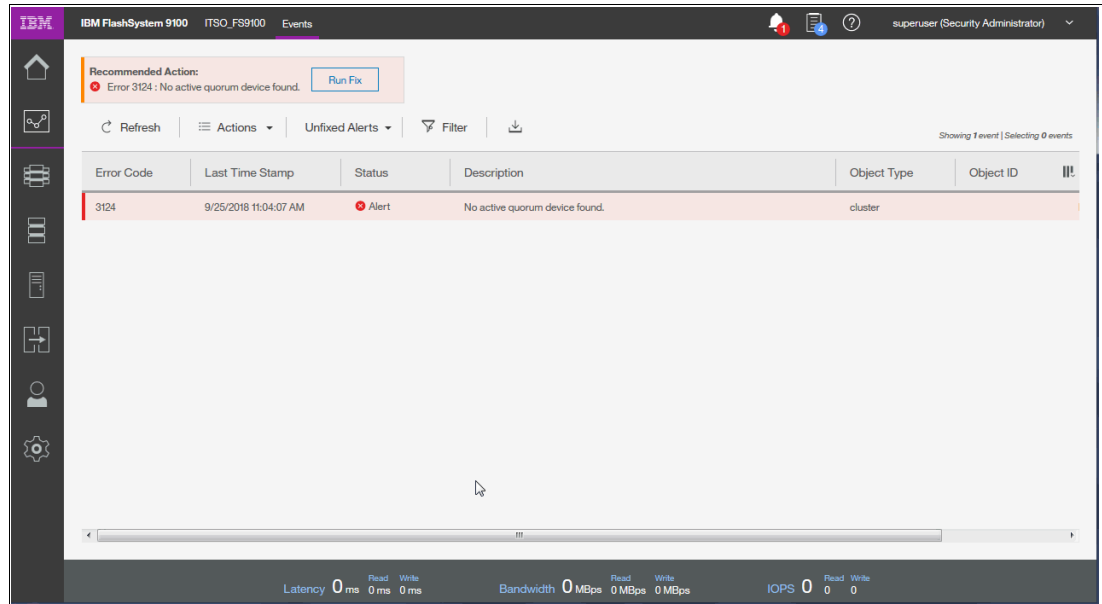 IBM IBM FlashSystem 9100 ITSO_FS9100 Events 1 4 ? superuser (Security Administrator)
Recommended Action:
Error 3124 : No active quorum device found. Run Fix
Refresh Actions Unfixed Alerts Filter
Showing 1 event | Selecting 0 events
Error Code Last Time Stamp Status Description Object Type Object ID
3124 9/25/2018 11:04:07 AM Alert No active quorum device found. cluster
Read Write Read Write Read Write
Latency 0 ms 0 ms 0 ms Bandwidth 0 MBps 0 MBps 0 MBps IOPS 0 0 0